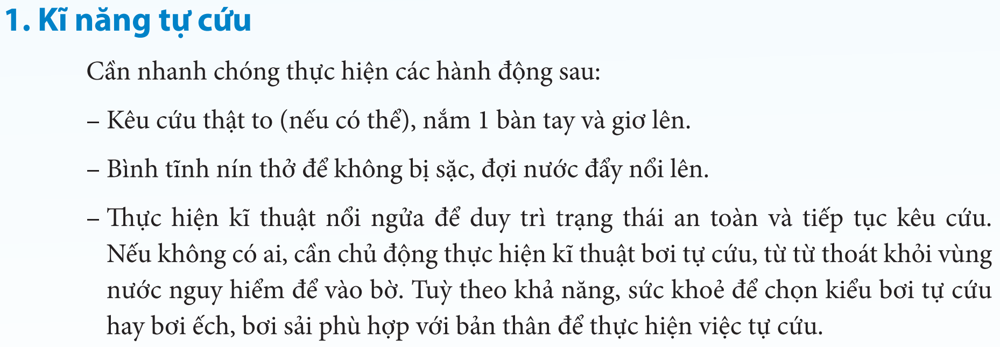 1. Kĩ năng tự cứu
Cần nhanh chóng thực hiện các hành động sau:
– Kêu cứu thật to (nếu có thể), nắm 1 bàn tay và giơ lên.
– Bình tĩnh nín thở để không bị sặc, đợi nước đẩy nổi lên.
– Thực hiện kĩ thuật nổi ngửa để duy trì trạng thái an toàn và tiếp tục kêu cứu.
Nếu không có ai, cần chủ động thực hiện kĩ thuật bơi tự cứu, từ từ thoát khỏi vùng
nước nguy hiểm để vào bờ. Tuỳ theo khả năng, sức khoẻ để chọn kiểu bơi tự cứu
hay bơi ếch, bơi sải phù hợp với bản thân để thực hiện việc tự cứu.